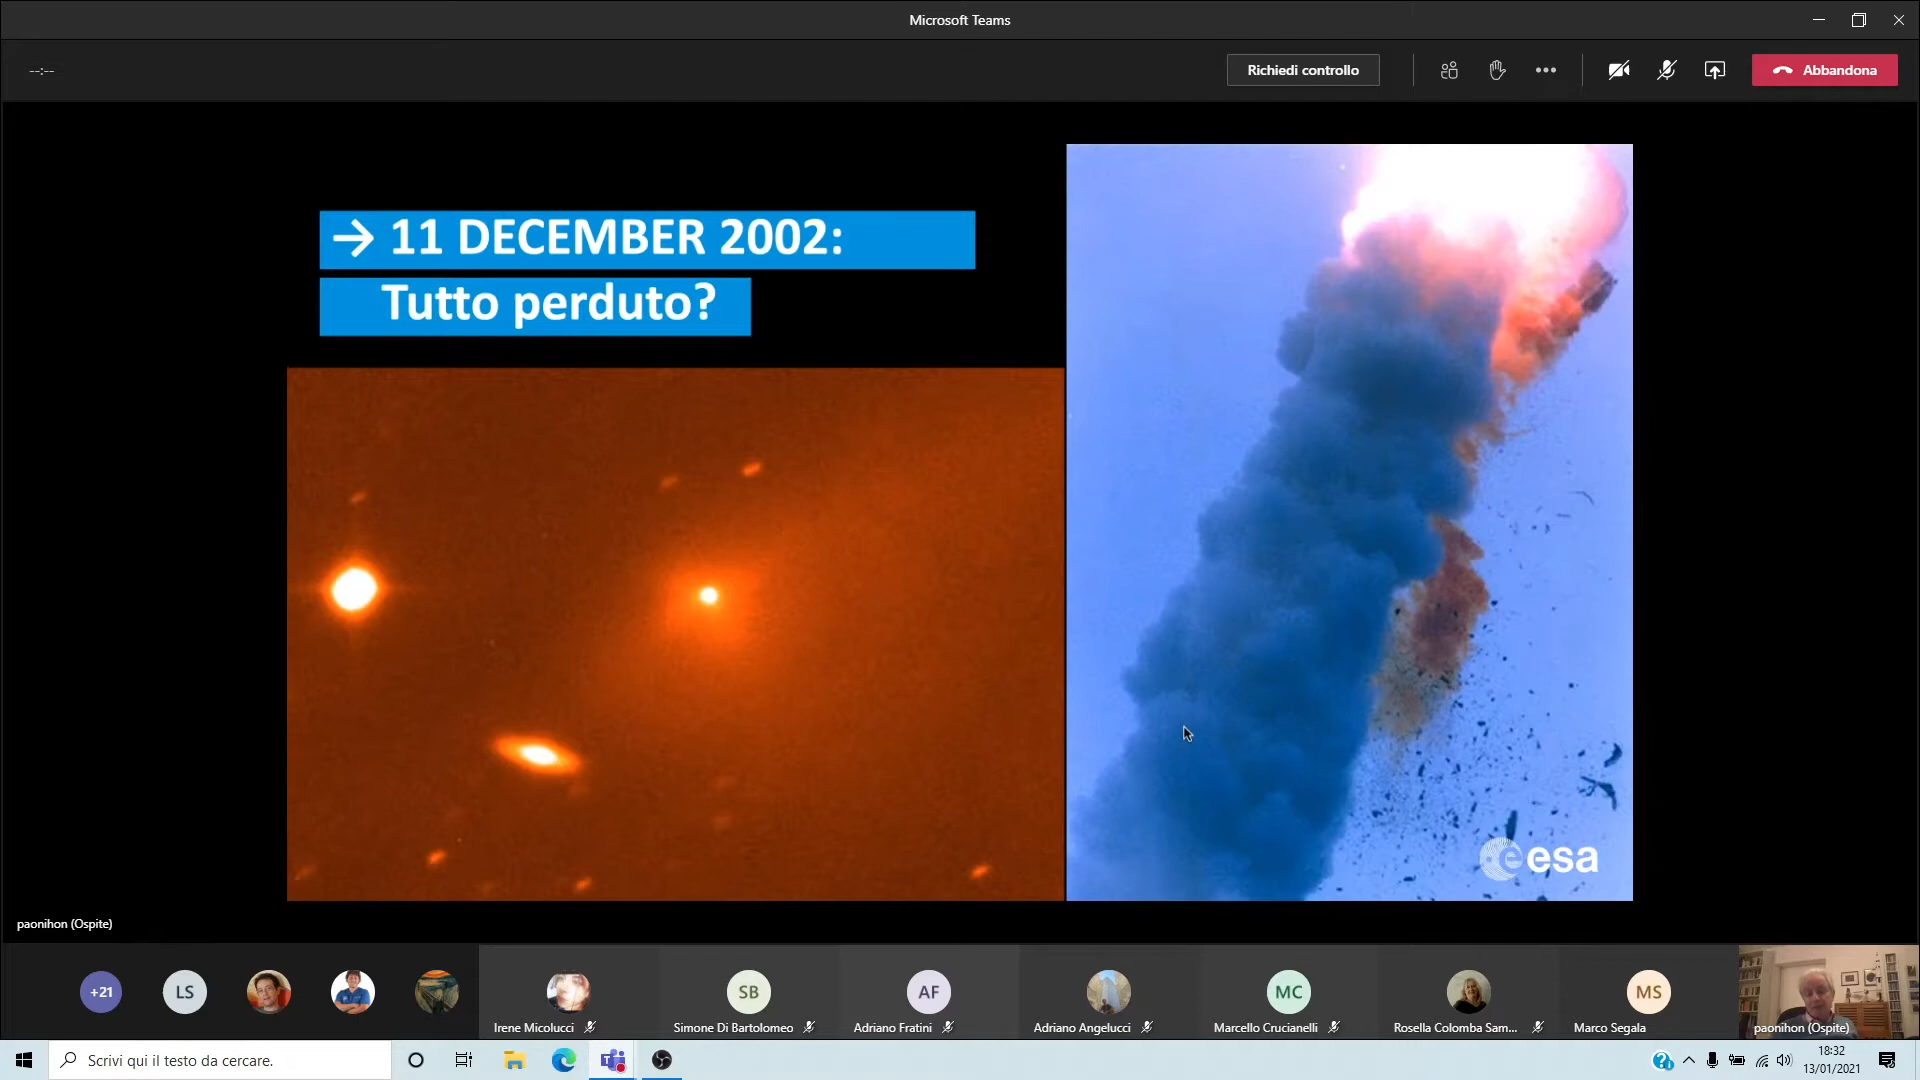 Microsoft Teams
--:--
Richiedi controllo
Abbandona
→ 11 DECEMBER 2002:
Tutto perduto?
esa
paonihon (Ospite)
+21
LS
SB
AF
MC
MS
Irene Micolucci
Simone Di Bartolomeo
Adriano Fratini
Adriano Angelucci
Marcello Crucianelli
Rosella Colomba Sam...
Marco Segala
paonihon (Ospite)
Scrivi qui il testo da cercare.
18:32
13/01/2021